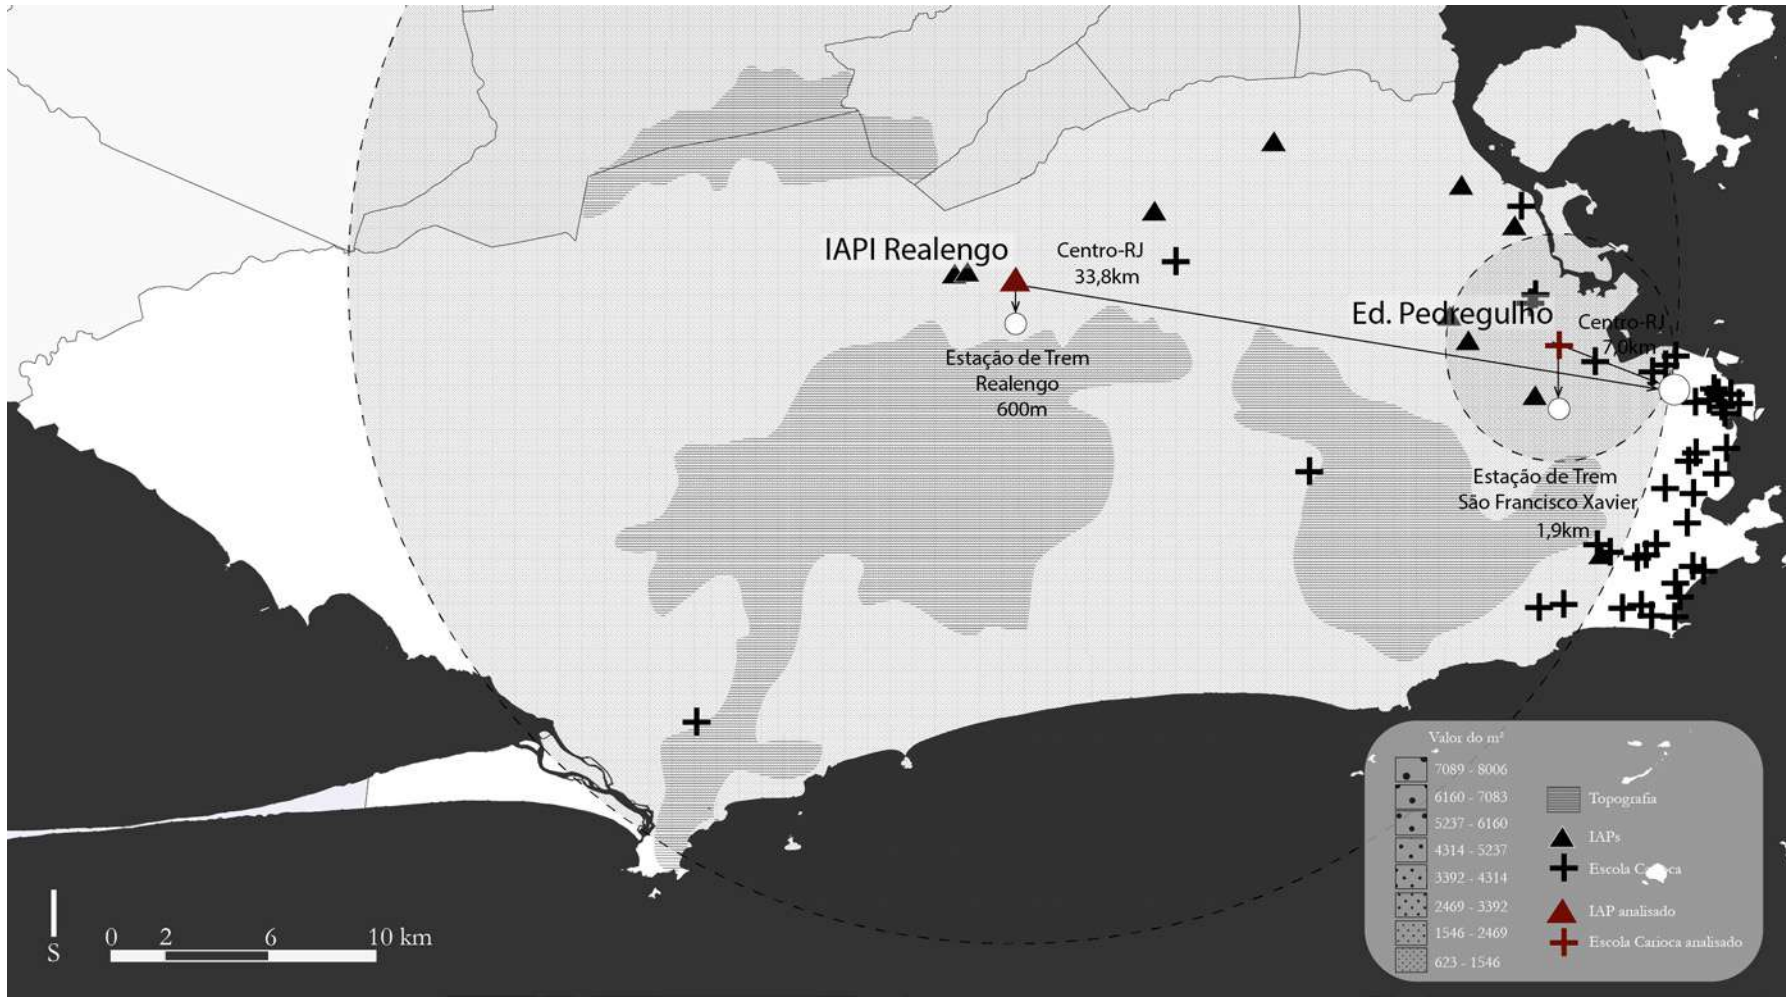 IAPI Realengo
Centro-RJ
33,8km
Estação de Trem
Realengo
600m
Ed. Pedregulho
Centro-RJ
7,0km
Estação de Trem
São Francisco Xavier
1,9km
Valor do m²
7089 - 8006
6160 - 7083
5237 - 6160
4314 - 5237
3392 - 4314
2469 - 3392
1546 - 2469
623 - 1546
Topografia
IAPs
Escola Carioca
IAP analisado
Escola Carioca analisado
S
0 2 6 10 km